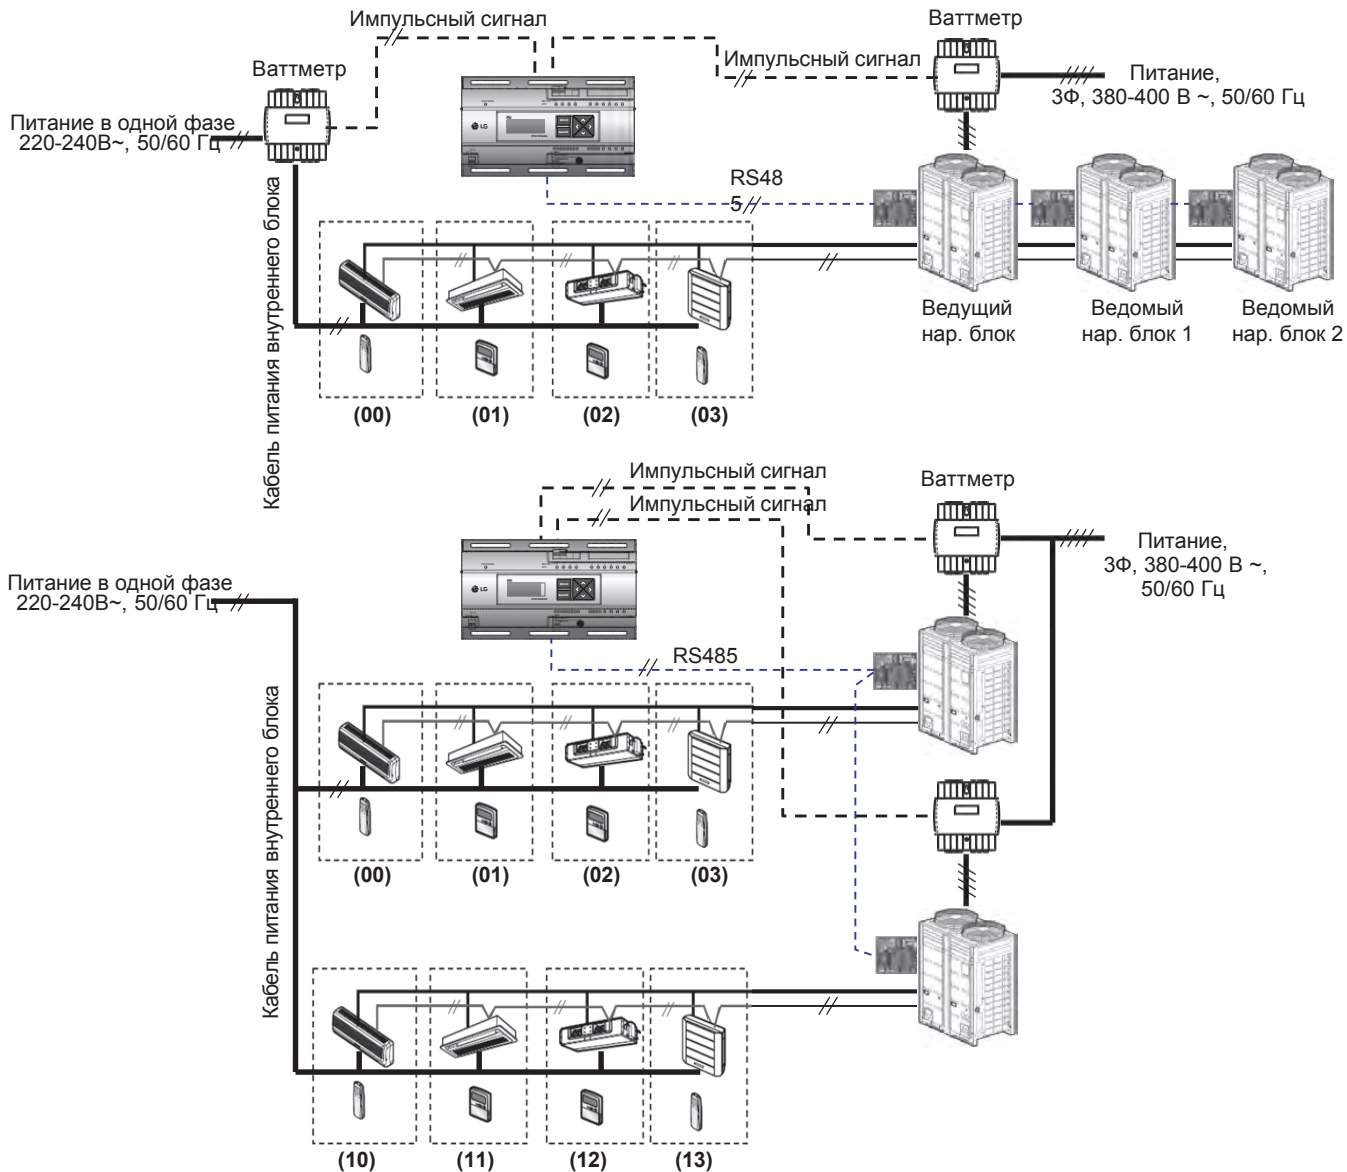 Импульсный сигнал
Ваттметр
Ваттметр
Импульсный сигнал
Питание,
3Ф, 380-400 В ~, 50/60 Гц
Питание в одной фазе
220-240В~, 50/60 Гц
LG
RS48
5
Кабель питания внутреннего блока
Ведущий
нар. блок
Ведомый
нар. блок 1
Ведомый
нар. блок 2
(00)
(01)
(02)
(03)
Импульсный сигнал
Импульсный сигнал
Ваттметр
Питание,
3Ф, 380-400 В ~,
50/60 Гц
Питание в одной фазе
220-240В~, 50/60 Гц
LG
RS485
Кабель питания внутреннего блока
(00)
(01)
(02)
(03)
(10)
(11)
(12)
(13)